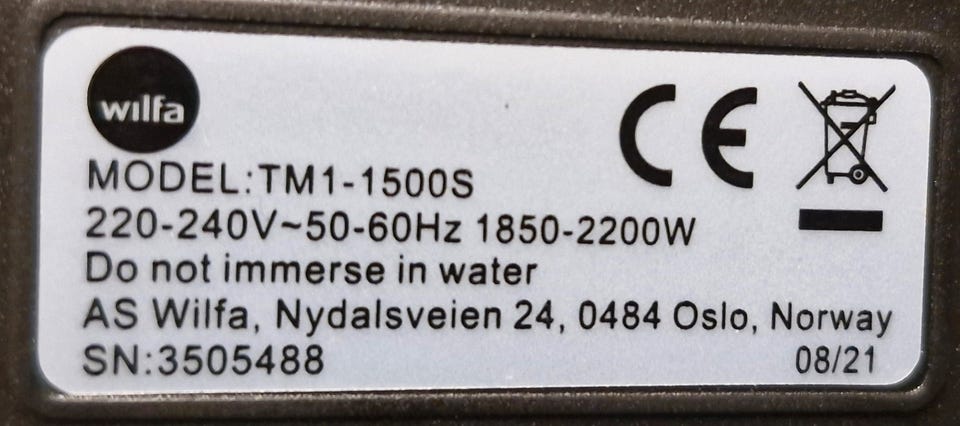 wilfa
CE
MODEL:TM1-1500S
220-240V~50-60Hz 1850-2200W
Do not immerse in water
AS Wilfa, Nydalsveien 24, 0484 Oslo, Norway
SN:3505488 08/21